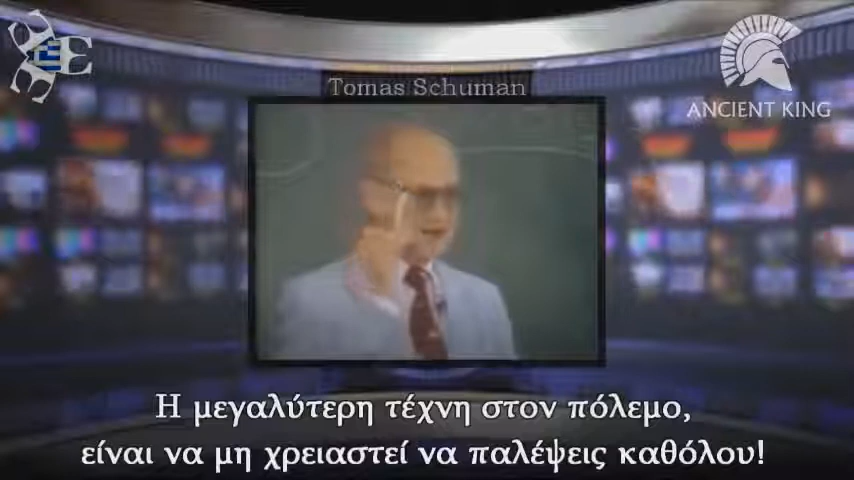 Tomas Schuman
ANCIENT KING
Η μεγαλύτερη τέχνη στον πόλεμο,
είναι να μη χρειαστεί να παλέψεις καθόλου!